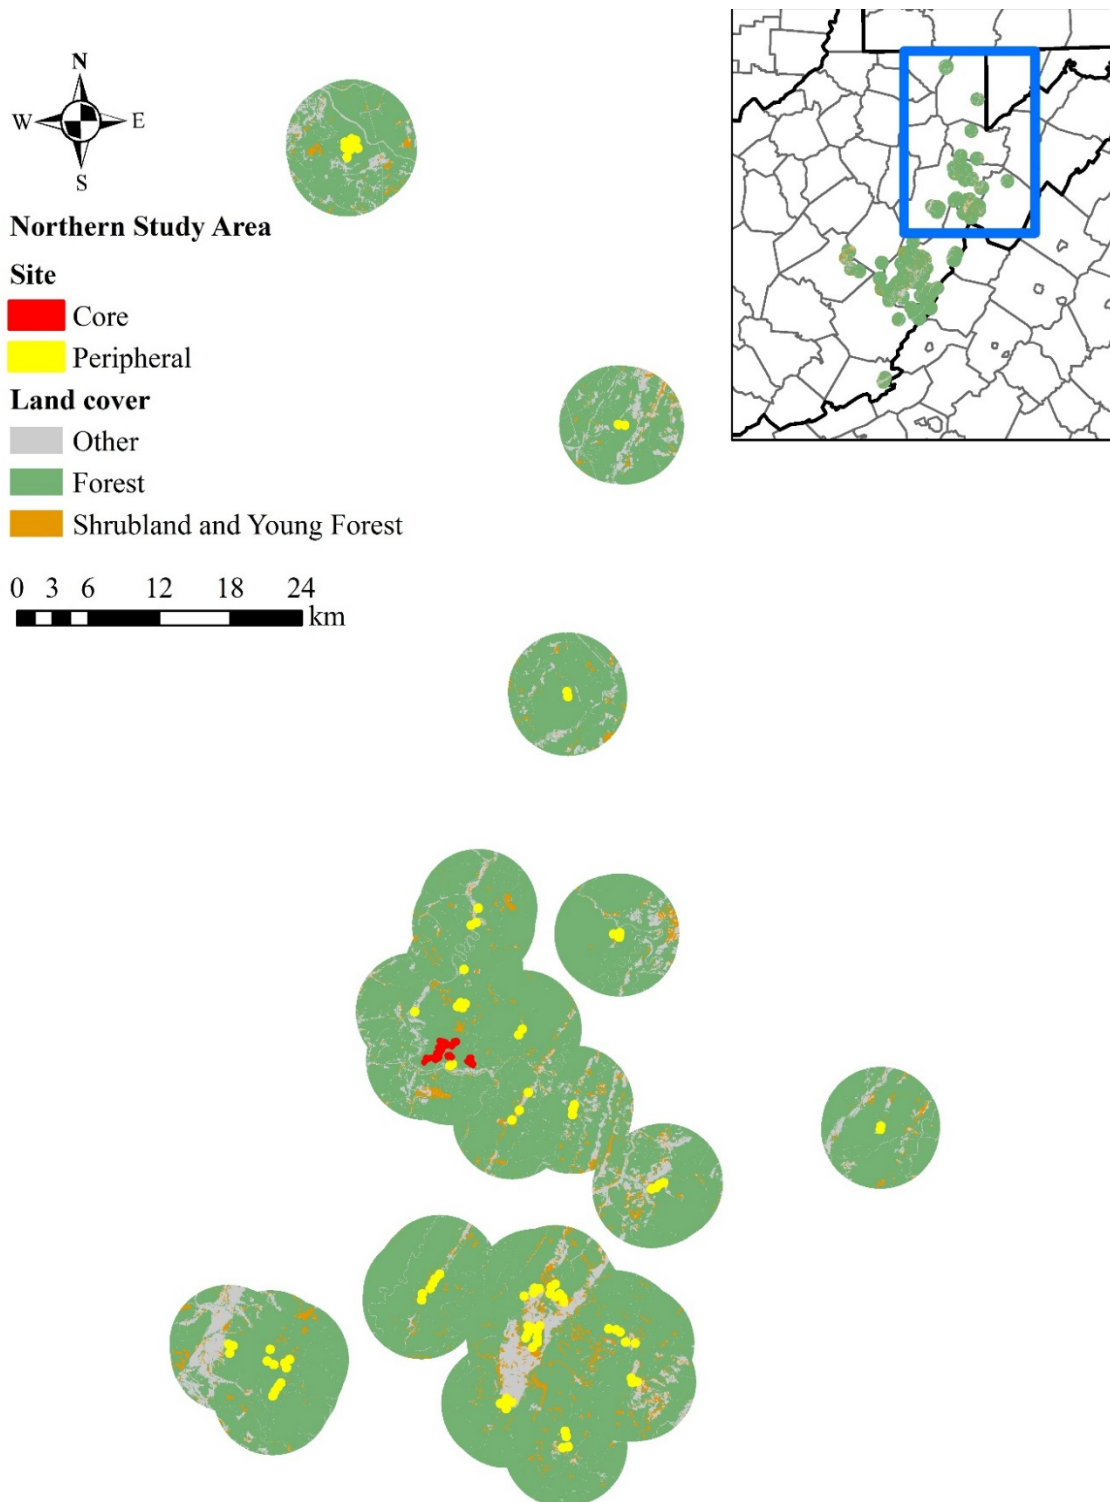 N
W E
S
Northern Study Area
Site
Core
Peripheral
Land cover
Other
Forest
Shrubland and Young Forest
0 3 6 12 18 24
km